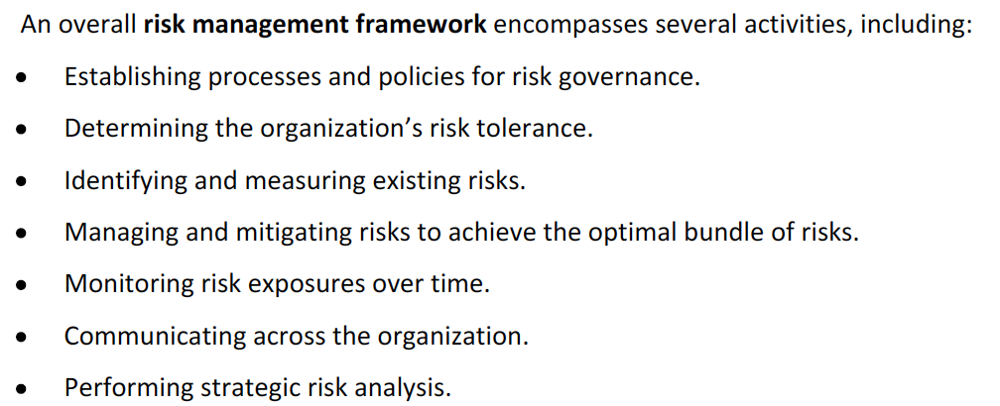 An overall risk management framework encompasses several activities, including:
• Establishing processes and policies for risk governance.
• Determining the organization’s risk tolerance.
• Identifying and measuring existing risks.
• Managing and mitigating risks to achieve the optimal bundle of risks.
• Monitoring risk exposures over time.
• Communicating across the organization.
• Performing strategic risk analysis.